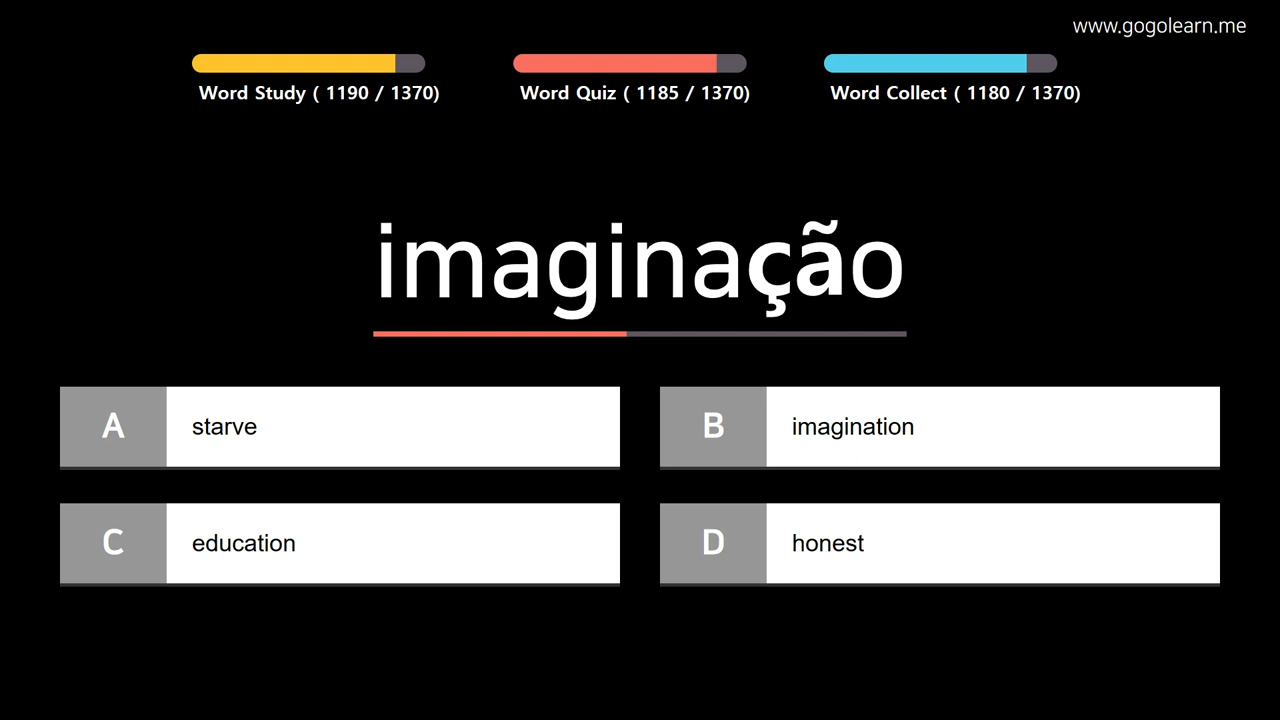 www.gogolearn.me
Word Study ( 1190 / 1370)
Word Quiz ( 1185 / 1370)
Word Collect ( 1180 / 1370)
imaginação
A starve
B imagination
C education
D honest